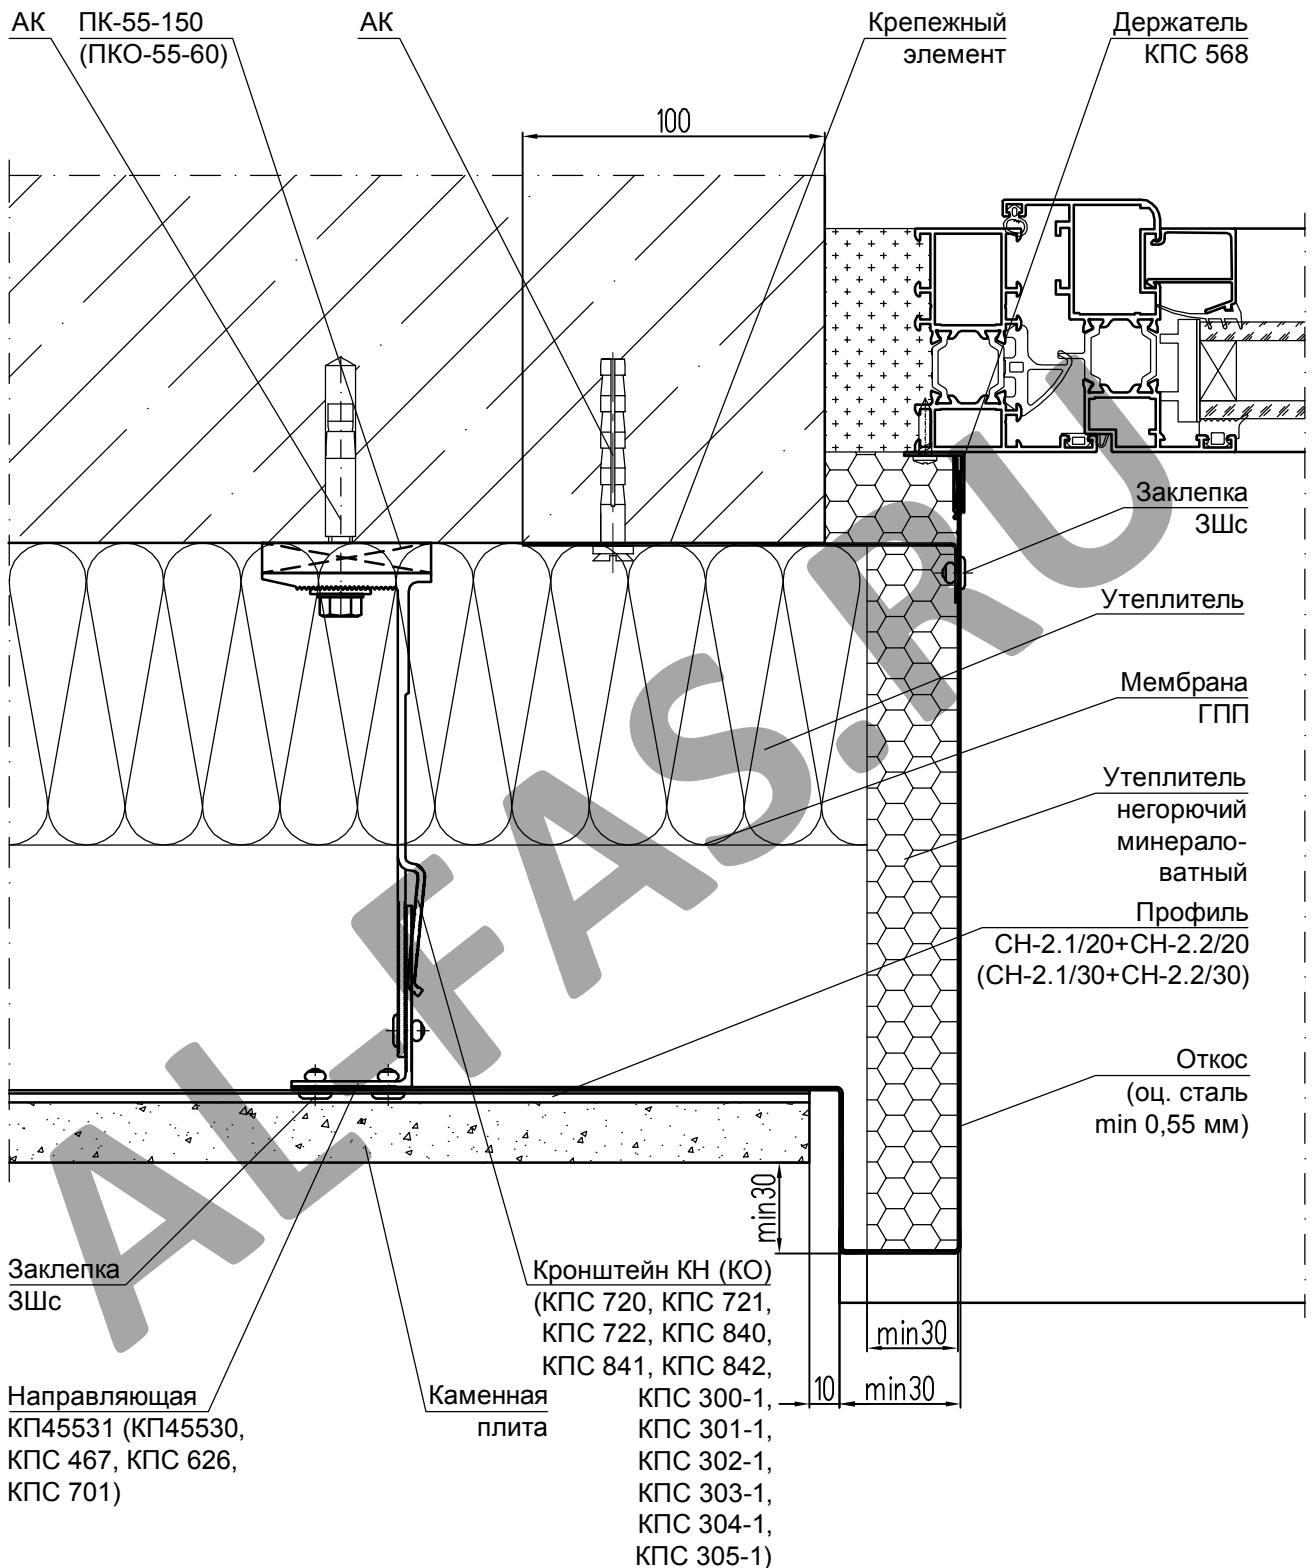 АК
ПК-55-150
(ПКО-55-60)
АК
Крепежный
элемент
Держатель
КПС 568
100
Заклепка
ЗШс
Утеплитель
Мембрана
ГПП
Утеплитель
негорючий
минерало-
ватный
Профиль
СН-2.1/20+СН-2.2/20
(СН-2.1/30+СН-2.2/30)
Откос
(оц. сталь
min 0,55 мм)
min30
Заклепка
ЗШс
Кронштейн КН (КО)
(КПС 720, КПС 721,
КПС 722, КПС 840,
КПС 841, КПС 842,
КПС 300-1,
КПС 301-1,
КПС 302-1,
КПС 303-1,
КПС 304-1,
КПС 305-1)
min30
10
min30
Направляющая
КП45531 (КП45530,
КПС 467, КПС 626,
КПС 701)
Каменная
плита
AL-FAS.RU